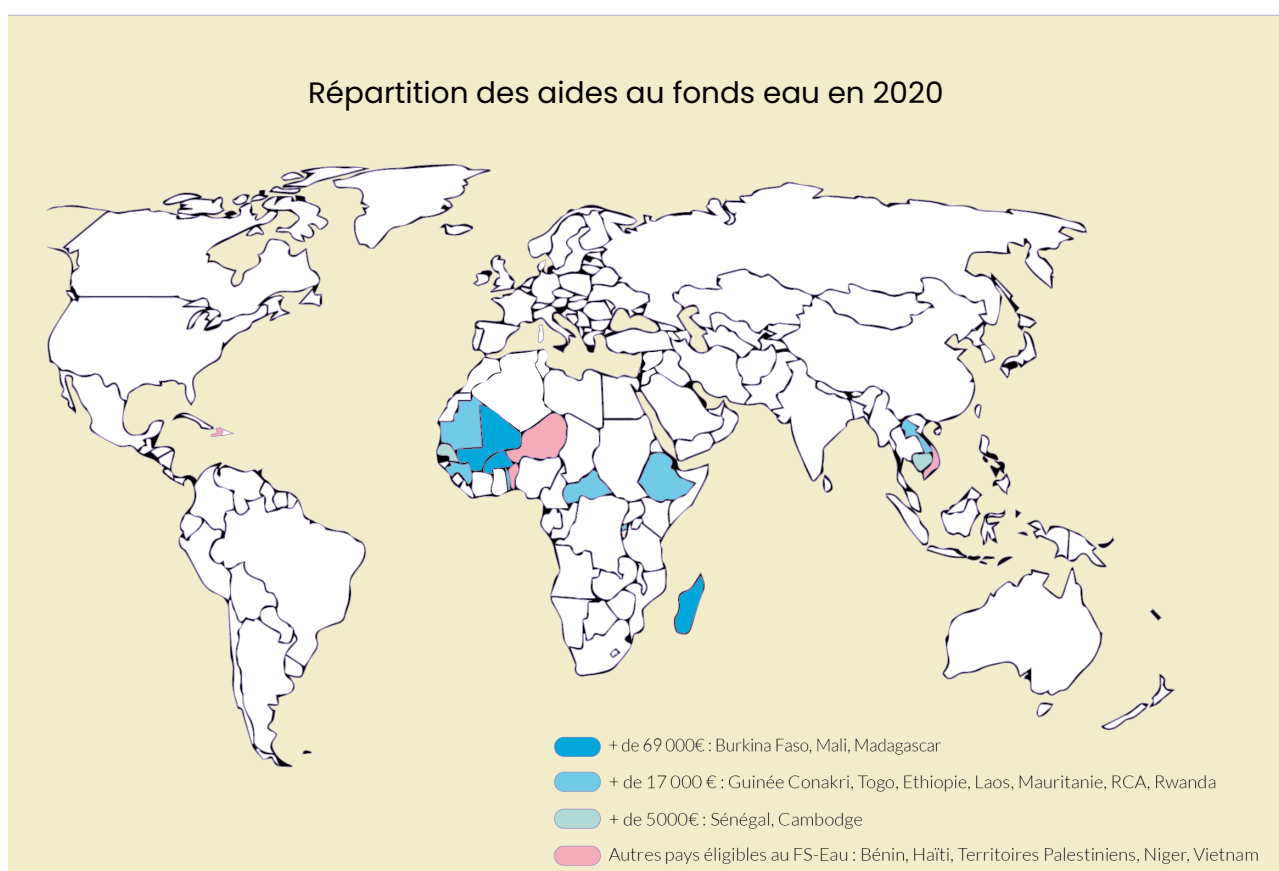 Répartition des aides au fonds eau en 2020
+ de 69 000€ : Burkina Faso, Mali, Madagascar
+ de 17 000 € : Guinée Conakri, Togo, Ethiopie, Laos, Mauritanie, RCA, Rwanda
+ de 5000€ : Sénégal, Cambodge
Autres pays éligibles au FS-Eau : Bénin, Haïti, Territoires Palestiniens, Niger, Vietnam